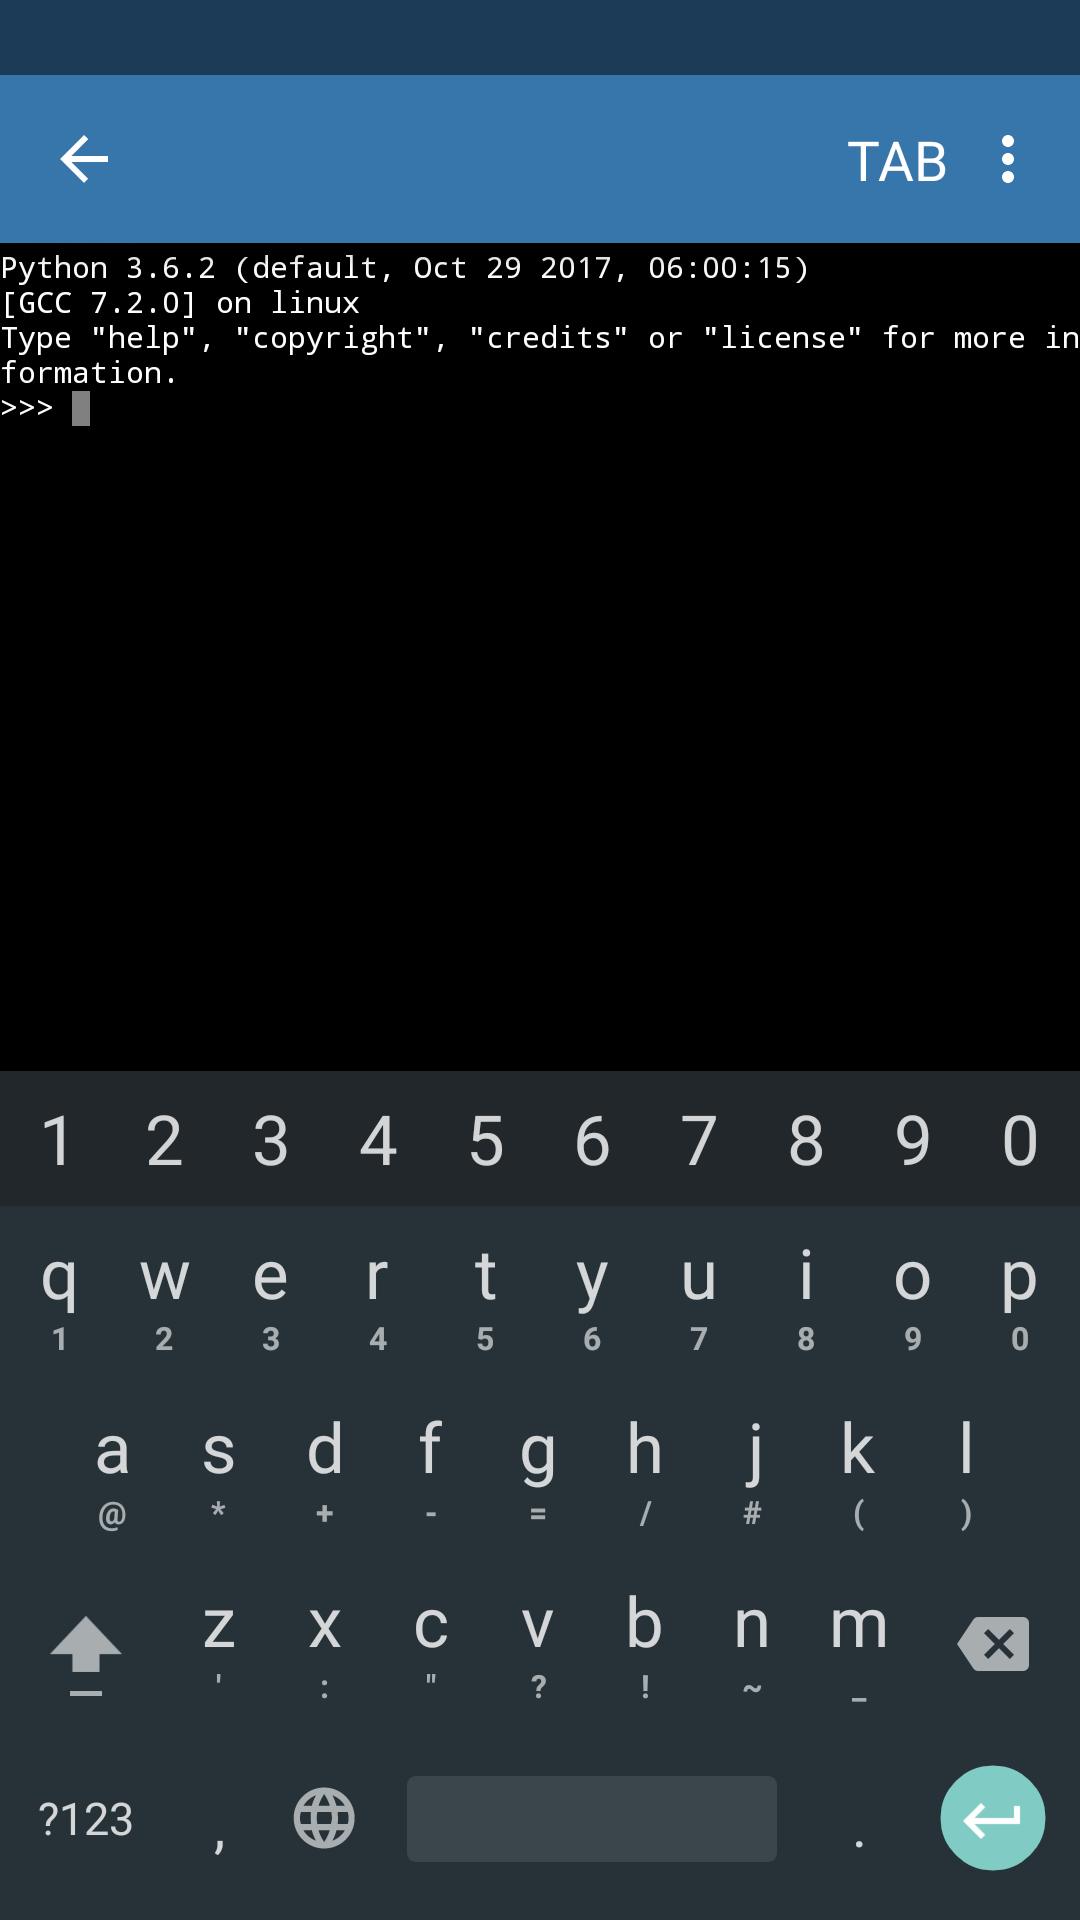 TAB
Python 3.6.2 (default, Oct 29 2017, 06:00:15)
[GCC 7.2.0] on linux
Type "help", "copyright", "credits" or "license" for more in
formation.
>>>
1 2 3 4 5 6 7 8 9 0
q w e r t y u i o p
1 2 3 4 5 6 7 8 9 0
a s d f g h j k l
@ * + - = / # ( )
z x c v b n m
' : " ? ! ~ _
?123 , .